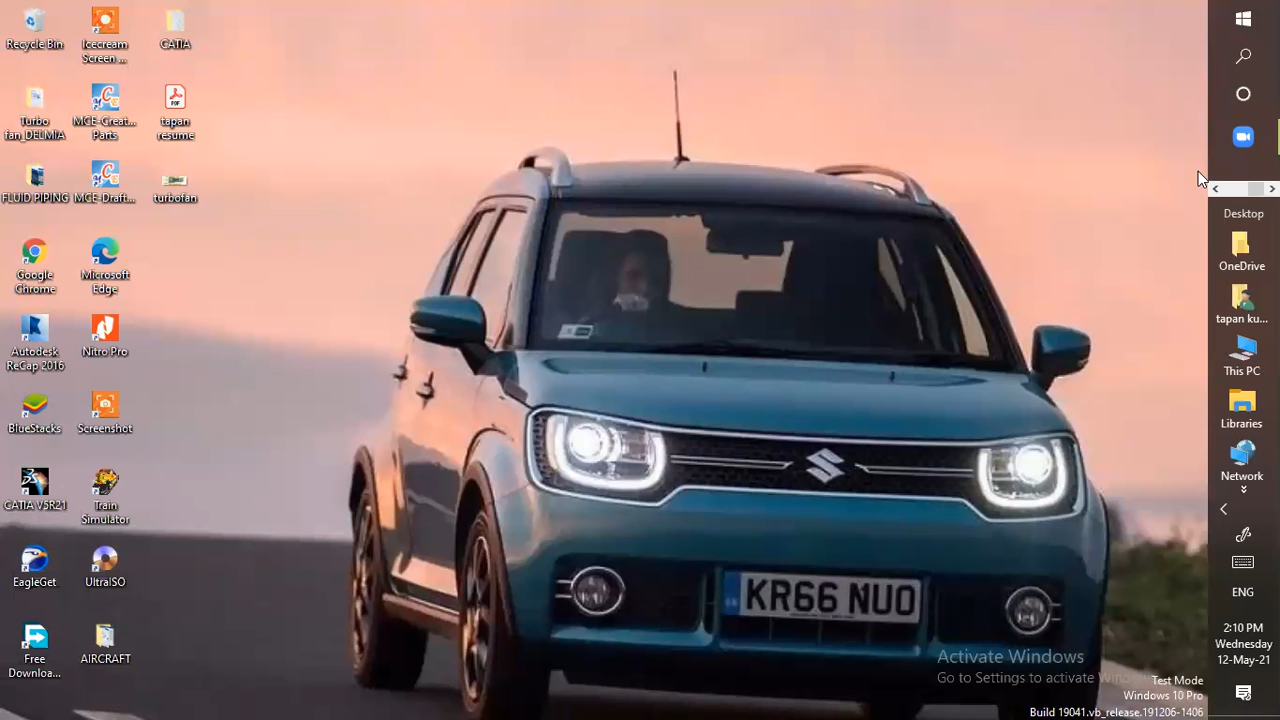 Recycle Bin
Icecream
Screen ...
CATIA
Turbo
fan_DELMIA
MCE-Creat...
Parts
tapan
resume
FLUID PIPING
MCE-Draft...
turbofan
Google
Chrome
Microsoft
Edge
Autodesk
ReCap 2016
Nitro Pro
BlueStacks
Screenshot
CATIA V5R21
Train
Simulator
EagleGet
UltraISO
Free
Downloa...
AIRCRAFT
KR66 NUO
Activate Windows
Go to Settings to activate Windows.
Test Mode
Windows 10 Pro
Build 19041.vb_release.191206-1406
Desktop
OneDrive
tapan ku...
This PC
Libraries
Network
ENG
2:10 PM
Wednesday
12-May-21